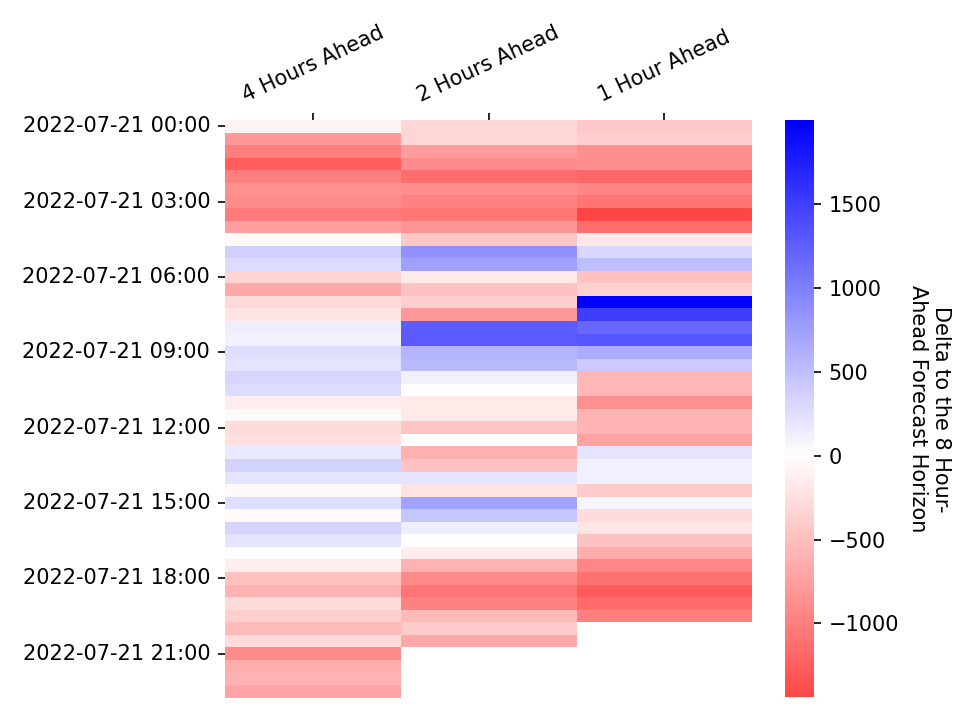 4 Hours Ahead
2 Hours Ahead
1 Hour Ahead
2022-07-21 00:00
2022-07-21 03:00
2022-07-21 06:00
2022-07-21 09:00
2022-07-21 12:00
2022-07-21 15:00
2022-07-21 18:00
2022-07-21 21:00
1500
1000
500
0
−500
−1000
Delta to the 8 Hour-
Ahead Forecast Horizon